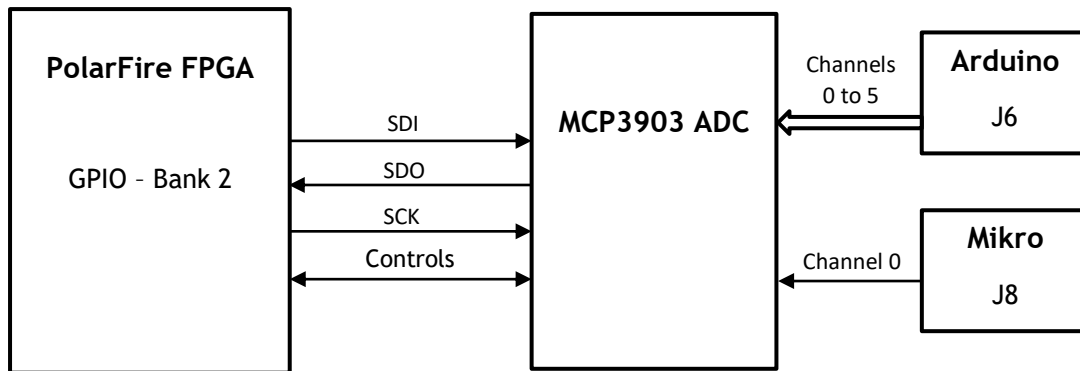 PolarFire FPGA
GPIO – Bank 2
SDI
SDO
SCK
Controls
MCP3903 ADC
Channels
0 to 5
Channel 0
Arduino
J6
Mikro
J8